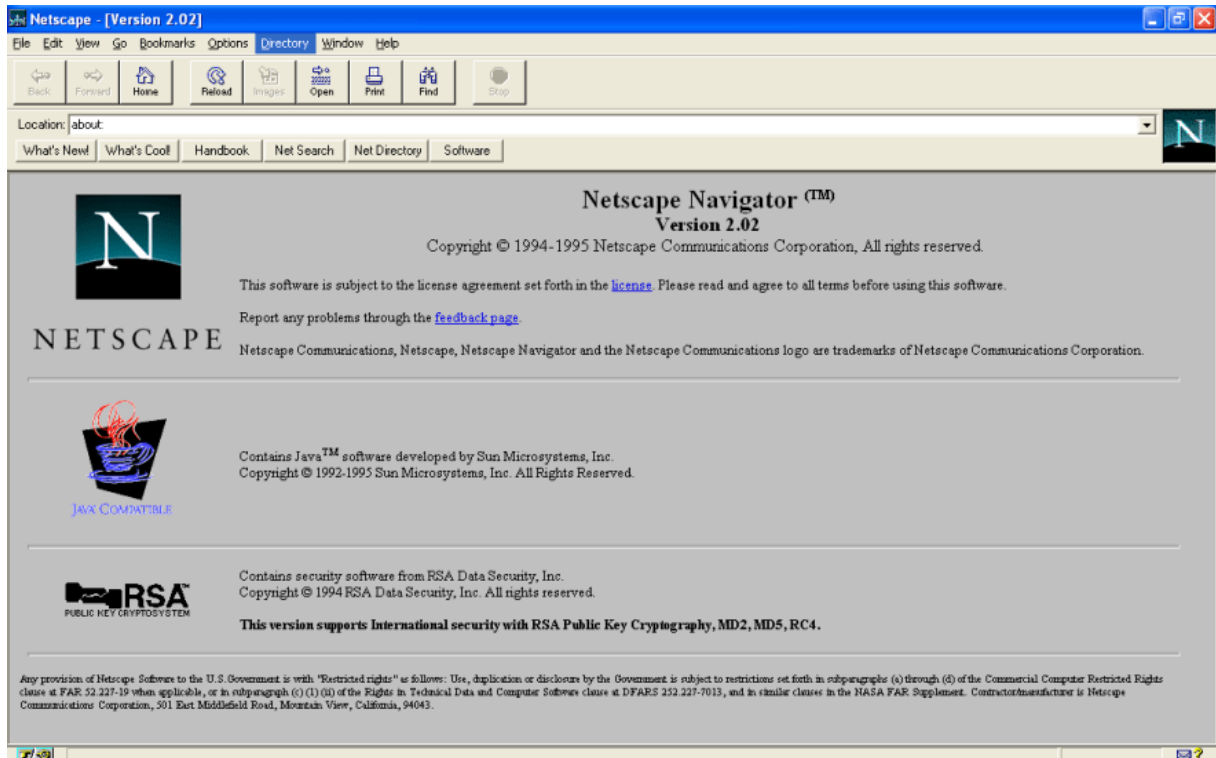 Netscape - [Version 2.02]
File Edit View Go Bookmarks Options Directory Window Help
Back Forward Home Reload Images Open Print Find Stop
Location: about:
What's New! What's Cool! Handbook Net Search Net Directory Software
N
N
Netscape Navigator (TM)
Version 2.02
Copyright © 1994-1995 Netscape Communications Corporation, All rights reserved.
This software is subject to the license agreement set forth in the license. Please read and agree to all terms before using this software.
Report any problems through the feedback page.
NETSCAPE
Netscape Communications, Netscape, Netscape Navigator and the Netscape Communications logo are trademarks of Netscape Communications Corporation.
Contains Java™ software developed by Sun Microsystems, Inc.
Copyright © 1992-1995 Sun Microsystems, Inc. All Rights Reserved.
JAVA COMPATIBLE
Contains security software from RSA Data Security, Inc.
Copyright © 1994 RSA Data Security, Inc. All rights reserved.
RSA™
PUBLIC KEY CRYPTOSYSTEM
This version supports International security with RSA Public Key Cryptography, MD2, MD5, RC4.
Any provision of Netscape Software to the U.S. Government is with "Restricted rights" as follows: Use, duplication or disclosure by the Government is subject to restrictions set forth in subparagraphs (a) through (d) of the Commercial Computer Restricted Rights
clause at FAR 52.227-19 when applicable, or in subparagraph (c) (1) (ii) of the Rights in Technical Data and Computer Software clause at DFARS 252.227-7013, and in similar clauses in the NASA FAR Supplement. Contractor/manufacturer is Netscape
Communications Corporation, 501 East Middlefield Road, Mountain View, California, 94043.